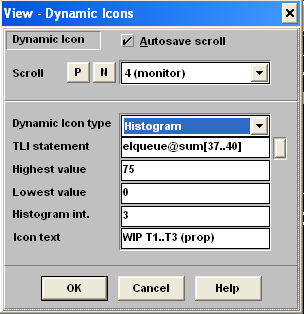 View - Dynamic Icons
Dynamic Icon Autosave scroll
Scroll P N 4 (monitor)
Dynamic Icon type Histogram
TLI statement elqueue@sum[37..40]
Highest value 75
Lowest value 0
Histogram int. 3
Icon text WIP T1..T3 (prop)
OK Cancel Help